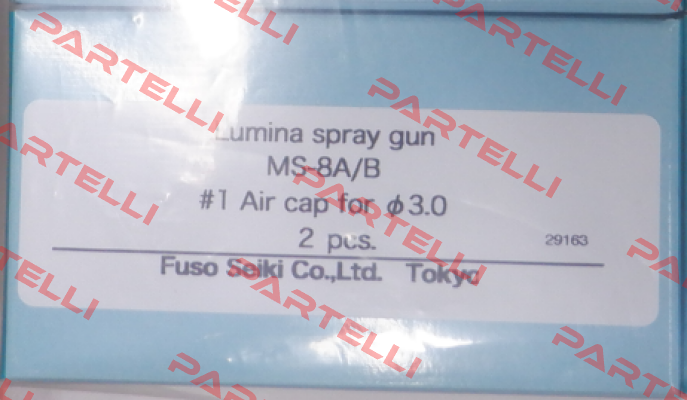 Lumina spray gun
MS-8A/B
#1 Air cap for ϕ3.0
2 pcs.
29163
Fuso Seiki Co.,Ltd. Tokyo
PARTELLI
PARTELLI
PARTELLI
PARTELLI
PARTELLI
PARTELLI
PARTELLI